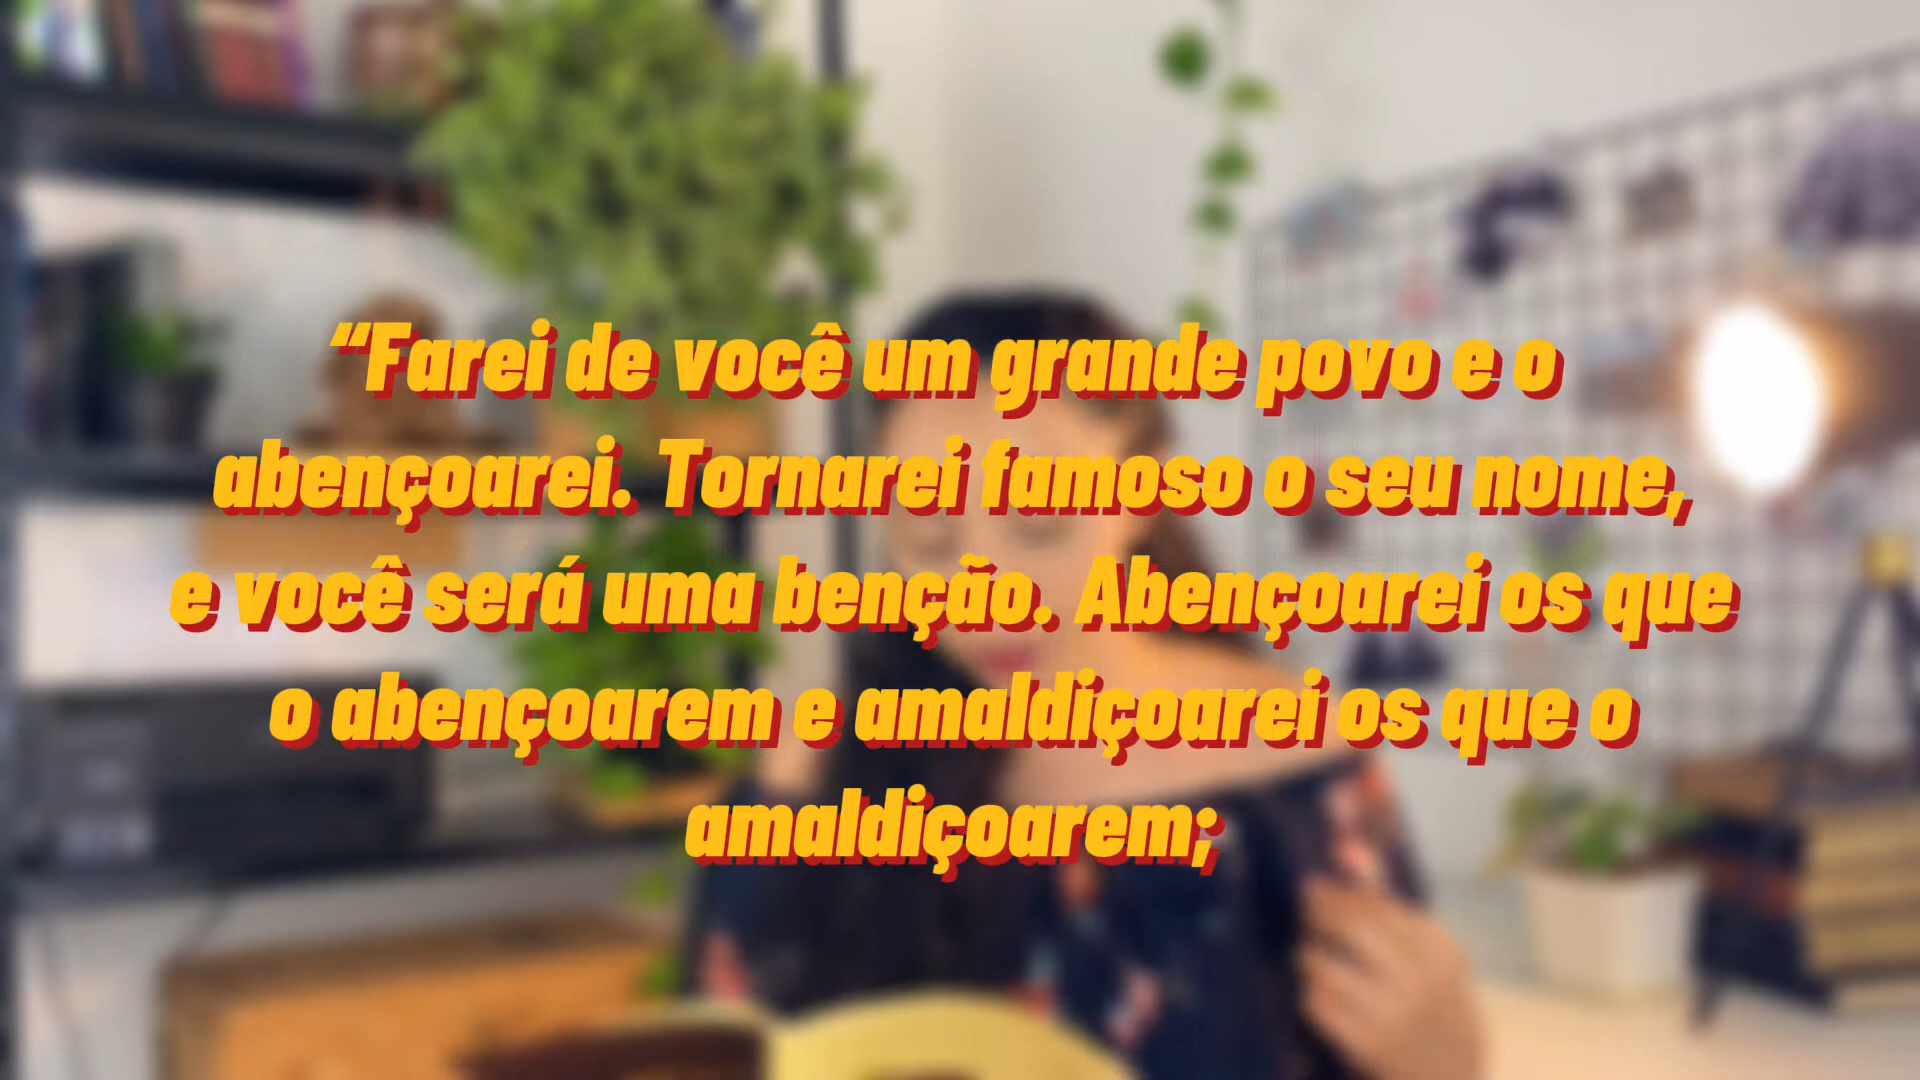 “Farei de você um grande povo e o
abençoarei. Tornarei famoso o seu nome,
e você será uma benção. Abençoarei os que
o abençoarem e amaldiçoarei os que o
amaldiçoarem;